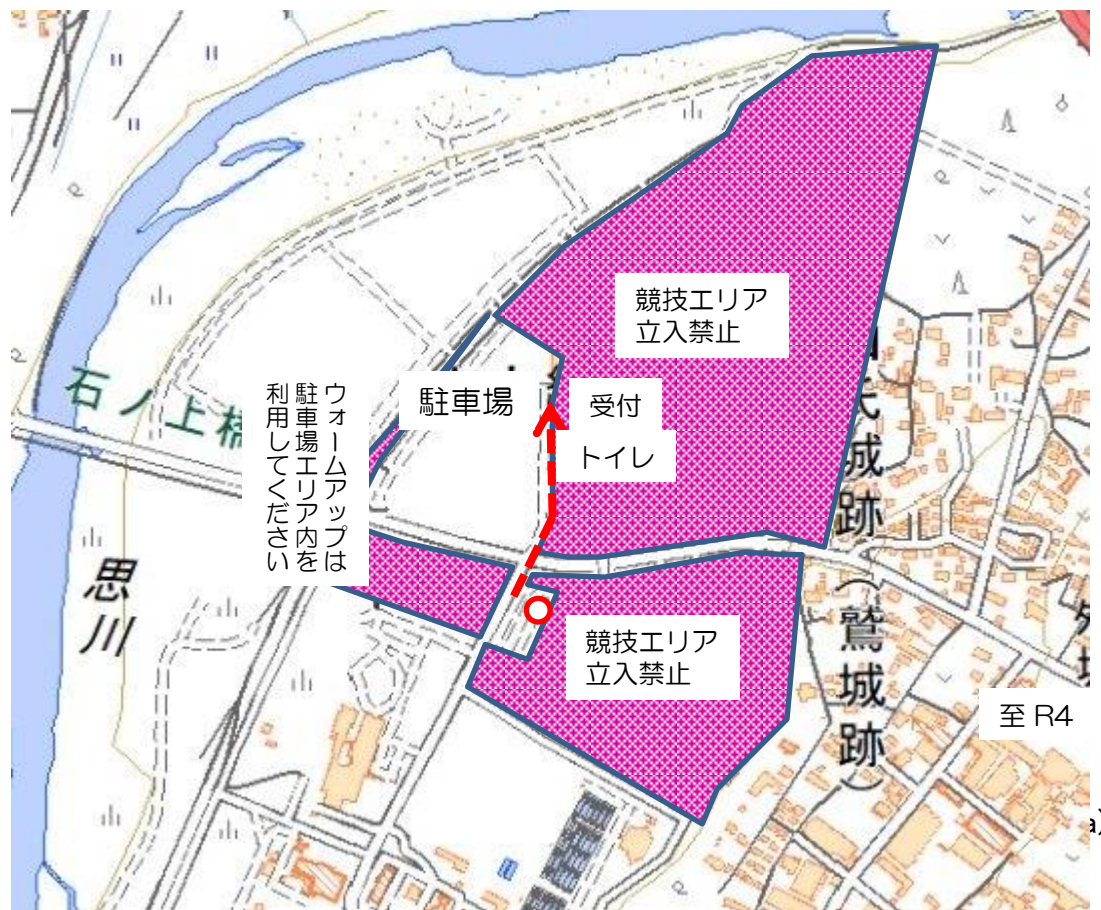 競技エリア
立入禁止
駐車場
受付
トイレ
ウォームアップは
駐車場エリア内を
利用してください
石ノ上橋
思川
氏城跡
（鷲城跡）
競技エリア
立入禁止
至 R4